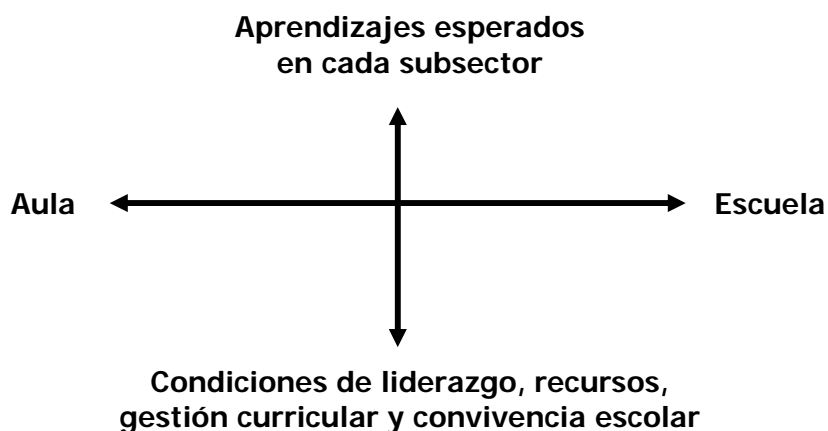 Aprendizajes esperados
en cada subsector
Aula
Escuela
Condiciones de liderazgo, recursos,
gestión curricular y convivencia escolar